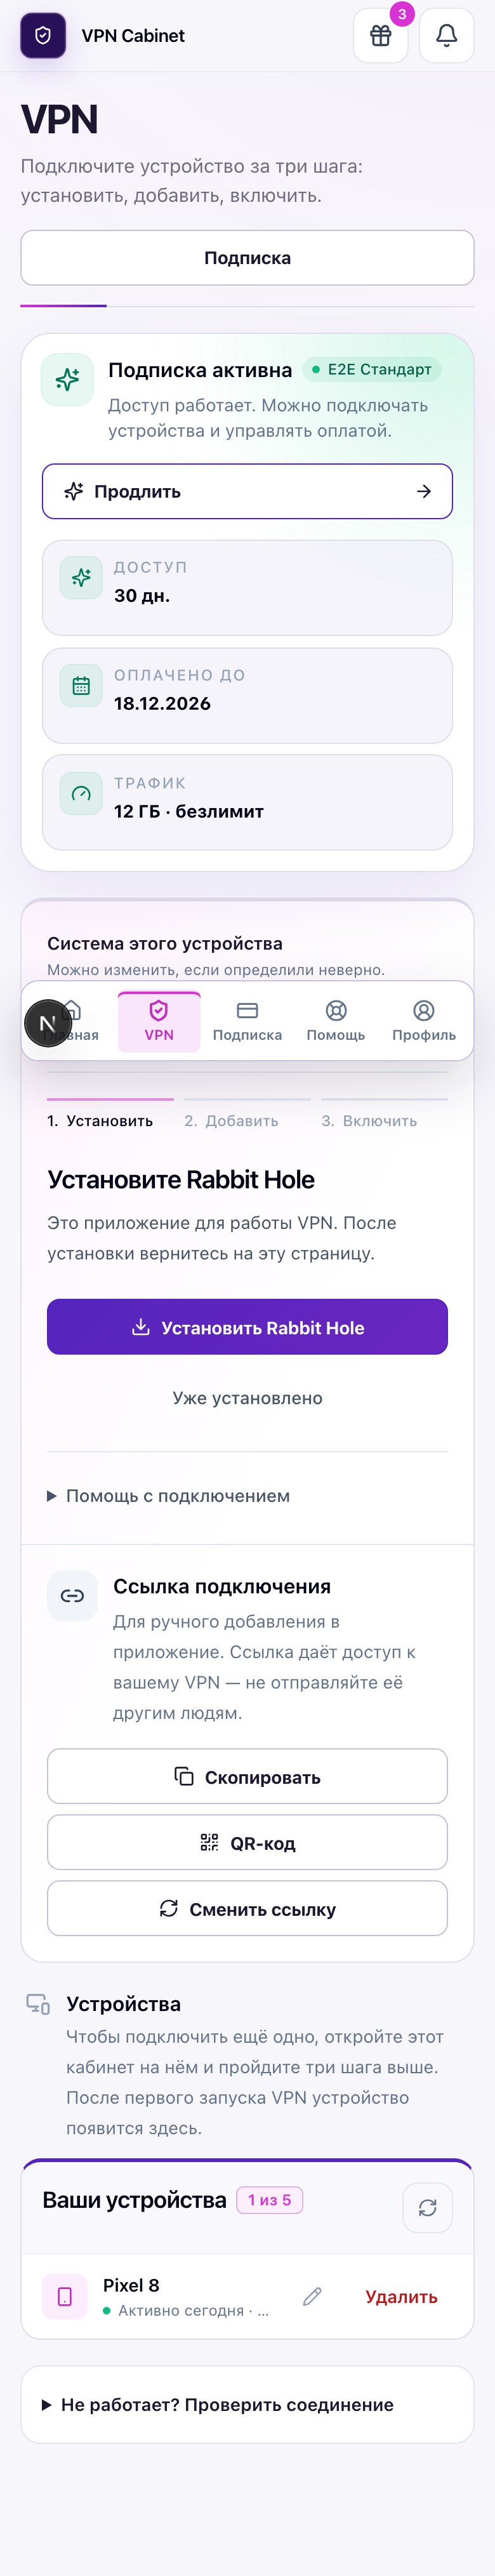 VPN Cabinet
3
VPN
Подключите устройство за три шага:
установить, добавить, включить.
Подписка
Подписка активна
E2E Стандарт
Доступ работает. Можно подключать
устройства и управлять оплатой.
Продлить
ДОСТУП
30 дн.
ОПЛАЧЕНО ДО
18.12.2026
ТРАФИК
12 ГБ · безлимит
Система этого устройства
Можно изменить, если определили неверно.
N
Главная
VPN
Подписка
Помощь
Профиль
1. Установить
2. Добавить
3. Включить
Установите Rabbit Hole
Это приложение для работы VPN. После
установки вернитесь на эту страницу.
Установить Rabbit Hole
Уже установлено
Помощь с подключением
Ссылка подключения
Для ручного добавления в
приложение. Ссылка даёт доступ к
вашему VPN — не отправляйте её
другим людям.
Скопировать
QR-код
Сменить ссылку
Устройства
Чтобы подключить ещё одно, откройте этот
кабинет на нём и пройдите три шага выше.
После первого запуска VPN устройство
появится здесь.
Ваши устройства
1 из 5
Pixel 8
Активно сегодня · ...
Удалить
Не работает? Проверить соединение